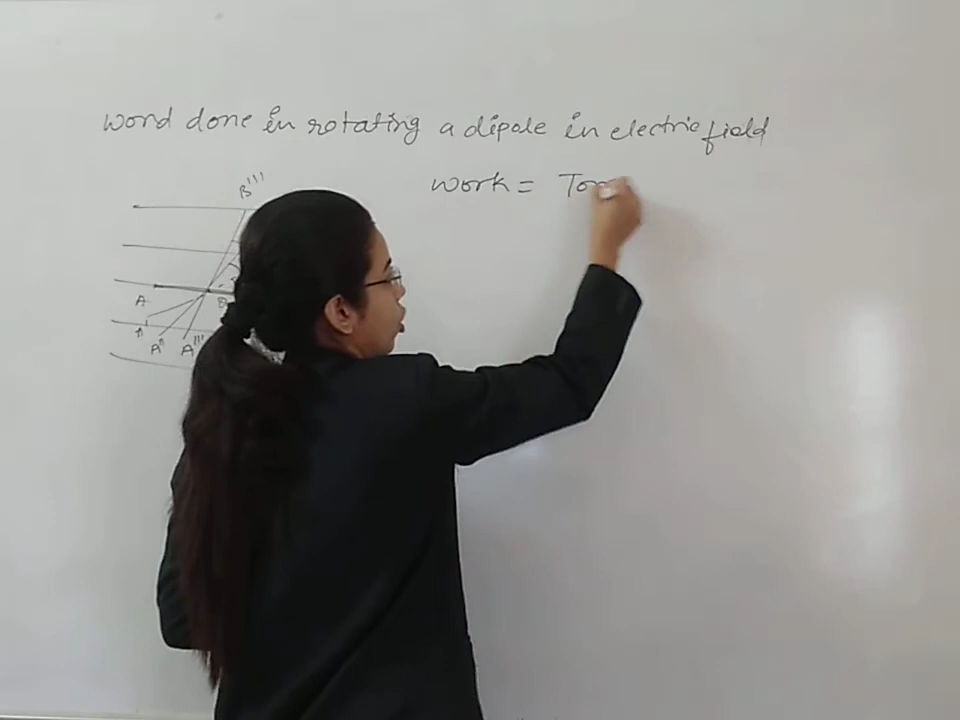 word done in rotating a dipole in electric field
work = To
B'''
A
B
A'
A'' A'''